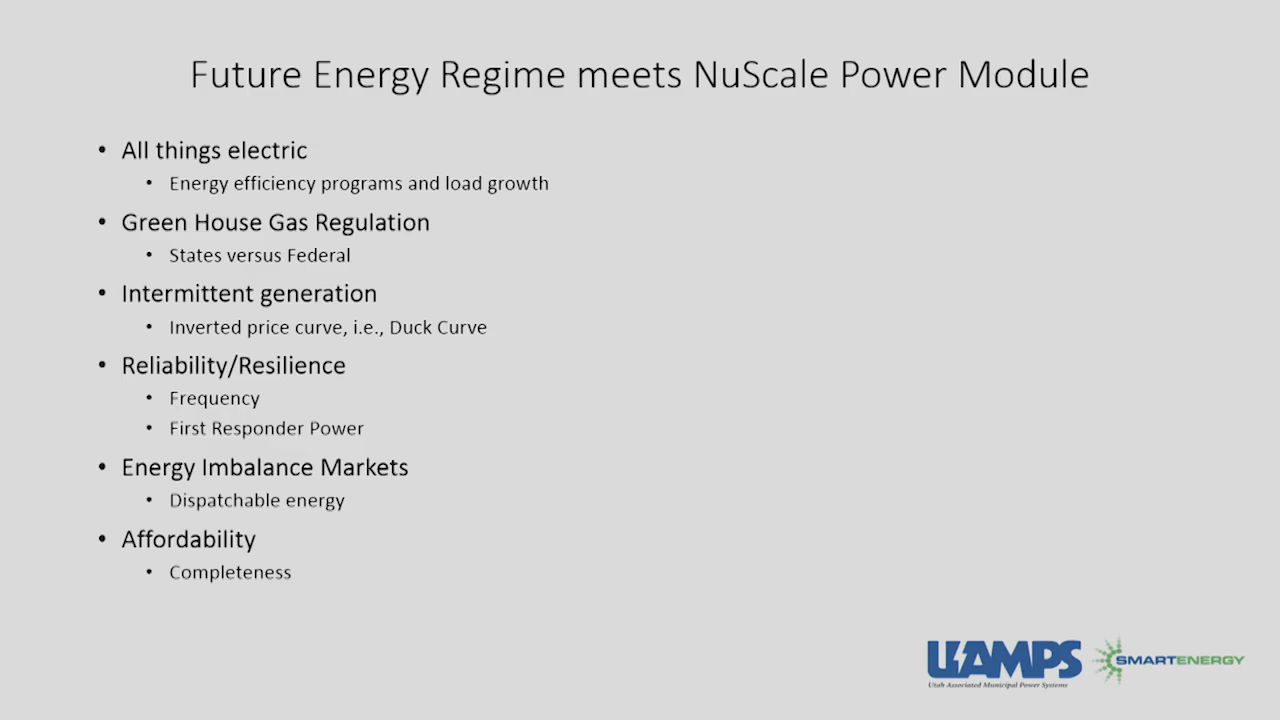 Future Energy Regime meets NuScale Power Module
• All things electric
• Energy efficiency programs and load growth
• Green House Gas Regulation
• States versus Federal
• Intermittent generation
• Inverted price curve, i.e., Duck Curve
• Reliability/Resilience
• Frequency
• First Responder Power
• Energy Imbalance Markets
• Dispatchable energy
• Affordability
• Completeness
UAMPS
Utah Associated Municipal Power Systems
SMARTENERGY